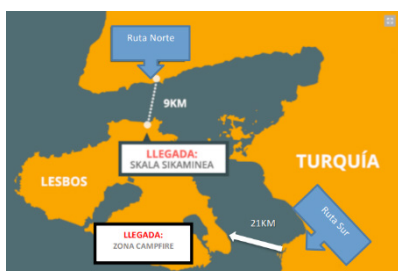 Ruta Norte
9KM
LLEGADA:
SKALA SIKAMINEA
TURQUÍA
LESBOS
21KM
Ruta Sur
LLEGADA:
ZONA CAMPFIRE